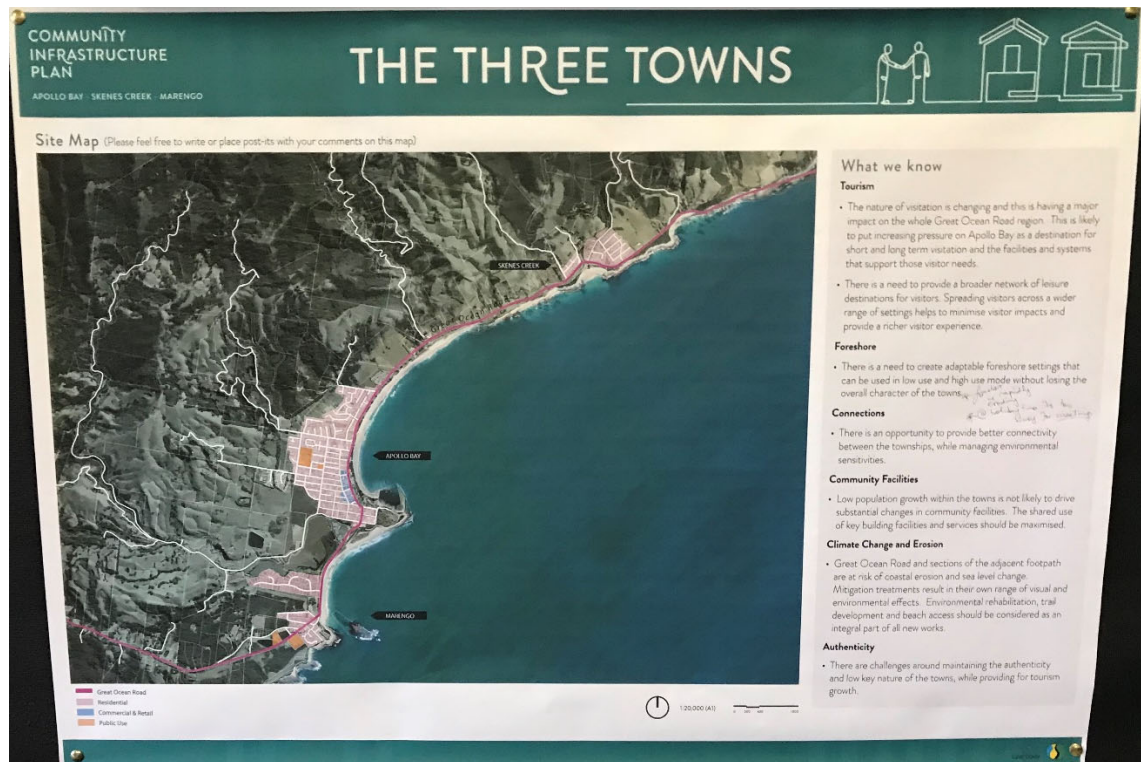 COMMUNITY
INFRASTRUCTURE
PLAN
APOLLO BAY · SKENES CREEK · MARENGO
THE THREE TOWNS
Site Map (Please feel free to write or place post-its with your comments on this map)
SKENES CREEK
Great Ocean Road
APOLLO BAY
MARENGO
Great Ocean Road
Residential
Commercial & Retail
Public Use
1:20,000 (A1)
What we know
Tourism
• The nature of visitation is changing and this is having a major
impact on the whole Great Ocean Road region. This is likely
to put increasing pressure on Apollo Bay as a destination for
short and long term visitation and the facilities and systems
that support those visitor needs.
• There is a need to provide a broader network of leisure
destinations for visitors. Spreading visitors across a wider
range of settings helps to minimise visitor impacts and
provide a richer visitor experience.
Foreshore
• There is a need to create adaptable foreshore settings that
can be used in low use and high use mode without losing the
overall character of the towns.
rapidly
eroding
Connections
• There is an opportunity to provide better connectivity
between the townships, while managing environmental
sensitivities.
Community Facilities
• Low population growth within the towns is not likely to drive
substantial changes in community facilities. The shared use
of key building facilities and services should be maximised.
Climate Change and Erosion
• Great Ocean Road and sections of the adjacent footpath
are at risk of coastal erosion and sea level change.
Mitigation treatments result in their own range of visual and
environmental effects. Environmental rehabilitation, trail
development and beach access should be considered as an
integral part of all new works.
Authenticity
• There are challenges around maintaining the authenticity
and low key nature of the towns, while providing for tourism
growth.